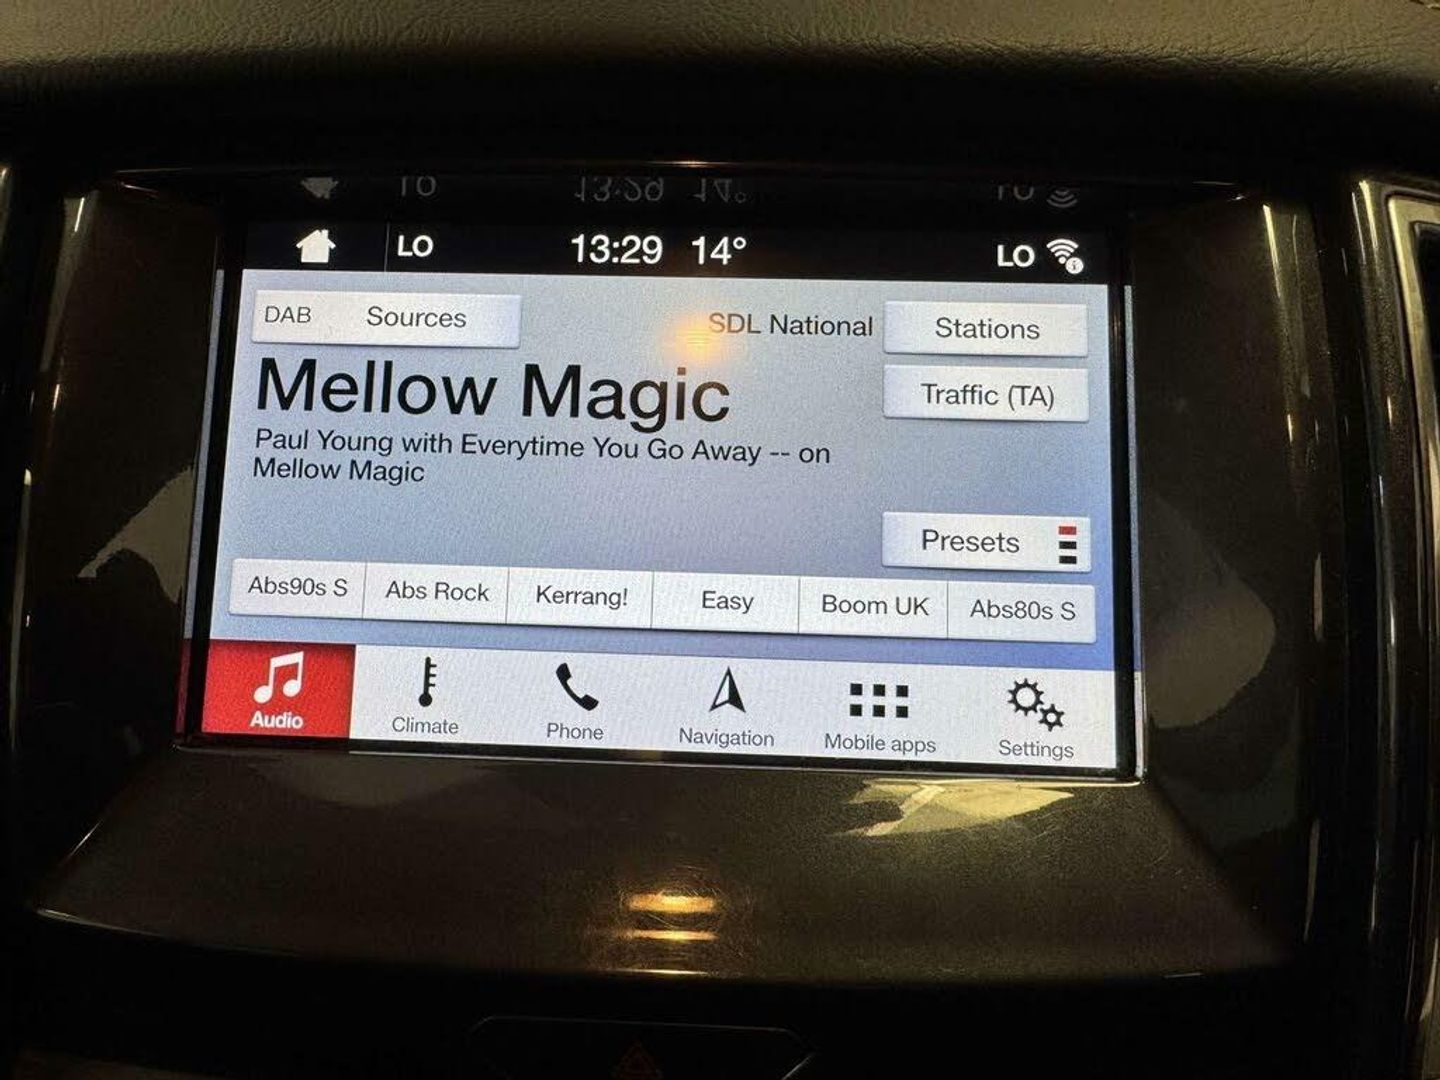 LO 13:29 14° LO
DAB Sources SDL National Stations
Mellow Magic
Traffic (TA)
Paul Young with Everytime You Go Away -- on
Mellow Magic
Presets
Abs90s S Abs Rock Kerrang! Easy Boom UK Abs80s S
Audio Climate Phone Navigation Mobile apps Settings